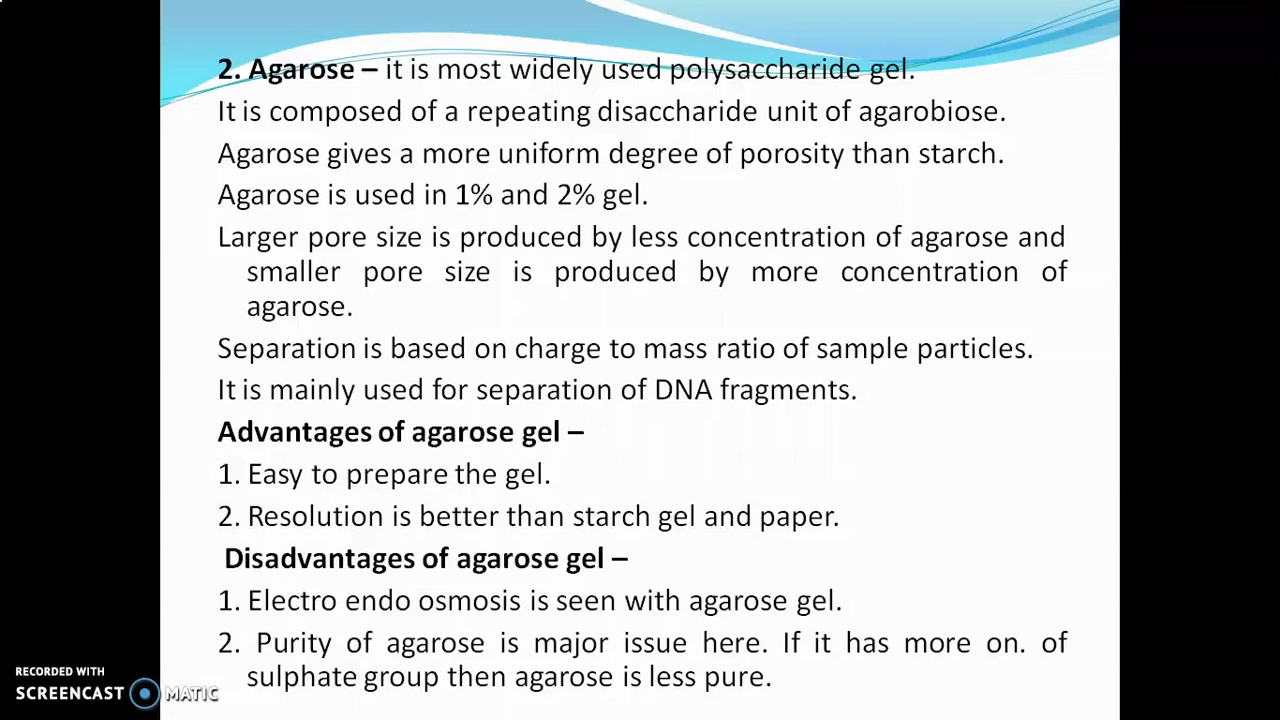 2. Agarose – it is most widely used polysaccharide gel.
It is composed of a repeating disaccharide unit of agarobiose.
Agarose gives a more uniform degree of porosity than starch.
Agarose is used in 1% and 2% gel.
Larger pore size is produced by less concentration of agarose and
smaller pore size is produced by more concentration of
agarose.
Separation is based on charge to mass ratio of sample particles.
It is mainly used for separation of DNA fragments.
Advantages of agarose gel –
1. Easy to prepare the gel.
2. Resolution is better than starch gel and paper.
Disadvantages of agarose gel –
1. Electro endo osmosis is seen with agarose gel.
2. Purity of agarose is major issue here. If it has more on. of
sulphate group then agarose is less pure.
RECORDED WITH
SCREENCAST MATIC